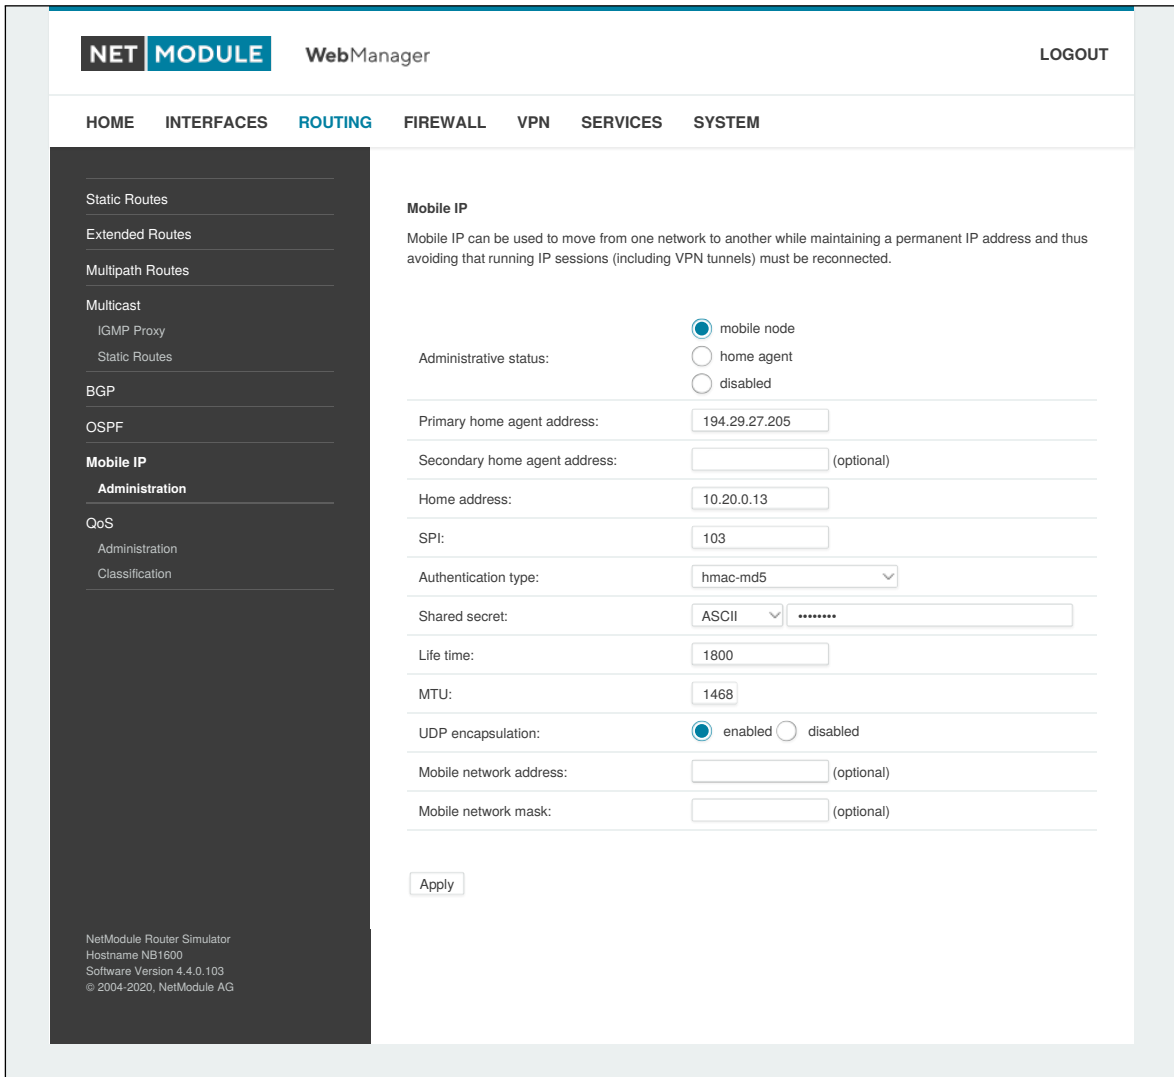 NET MODULE WebManager LOGOUT
HOME INTERFACES ROUTING FIREWALL VPN SERVICES SYSTEM
Static Routes
Extended Routes
Multipath Routes
Multicast
IGMP Proxy
Static Routes
BGP
OSPF
Mobile IP
Administration
QoS
Administration
Classification
NetModule Router Simulator
Hostname NB1600
Software Version 4.4.0.103
© 2004-2020, NetModule AG
Mobile IP
Mobile IP can be used to move from one network to another while maintaining a permanent IP address and thus
avoiding that running IP sessions (including VPN tunnels) must be reconnected.
Administrative status:
mobile node
home agent
disabled
Primary home agent address: 194.29.27.205
Secondary home agent address: (optional)
Home address: 10.20.0.13
SPI: 103
Authentication type: hmac-md5
Shared secret: ASCII ••••••••
Life time: 1800
MTU: 1468
UDP encapsulation: enabled disabled
Mobile network address: (optional)
Mobile network mask: (optional)
Apply